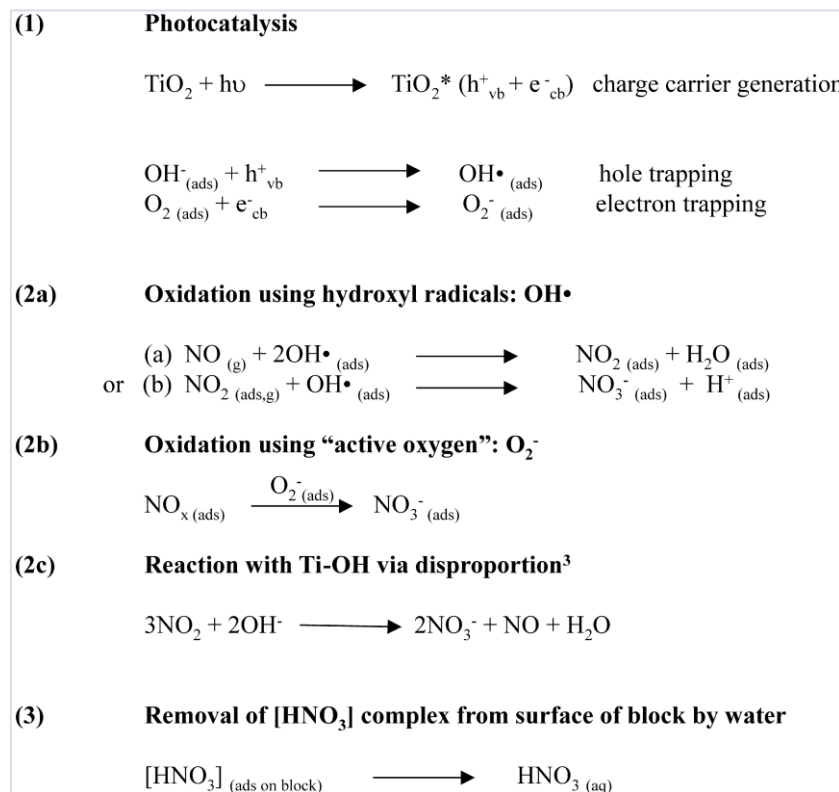 (1) Photocatalysis
TiO₂ + hυ ⟶ TiO₂* (h⁺vb + e⁻cb) charge carrier generation
OH⁻(ads) + h⁺vb ⟶ OH• (ads) hole trapping
O₂ (ads) + e⁻cb ⟶ O₂⁻ (ads) electron trapping
(2a) Oxidation using hydroxyl radicals: OH•
(a) NO (g) + 2OH• (ads) ⟶ NO₂ (ads) + H₂O (ads)
or (b) NO₂ (ads,g) + OH• (ads) ⟶ NO₃⁻ (ads) + H⁺ (ads)
(2b) Oxidation using “active oxygen”: O₂⁻
O₂⁻(ads)
NOx (ads) ⟶ NO₃⁻ (ads)
(2c) Reaction with Ti-OH via disproportion³
3NO₂ + 2OH⁻ ⟶ 2NO₃⁻ + NO + H₂O
(3) Removal of [HNO₃] complex from surface of block by water
[HNO₃] (ads on block) ⟶ HNO₃ (aq)